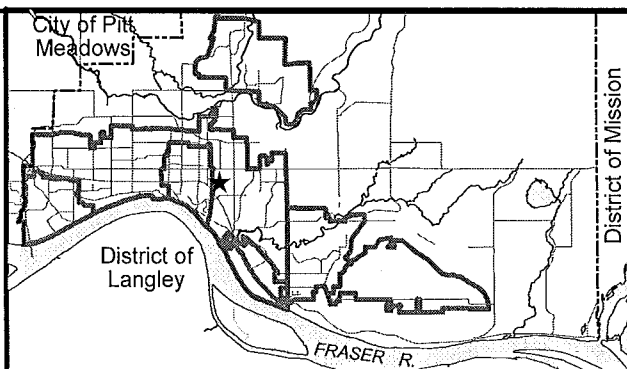 City of Pitt
Meadows
District of Mission
District of
Langley
FRASER R.